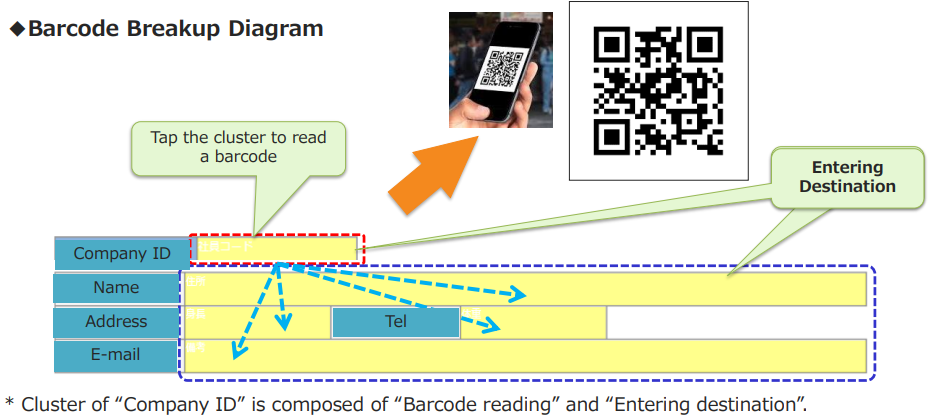 ◆Barcode Breakup Diagram
Tap the cluster to read
a barcode
Entering
Destination
Company ID
Name
Address
Tel
E-mail
* Cluster of “Company ID” is composed of “Barcode reading” and “Entering destination”.